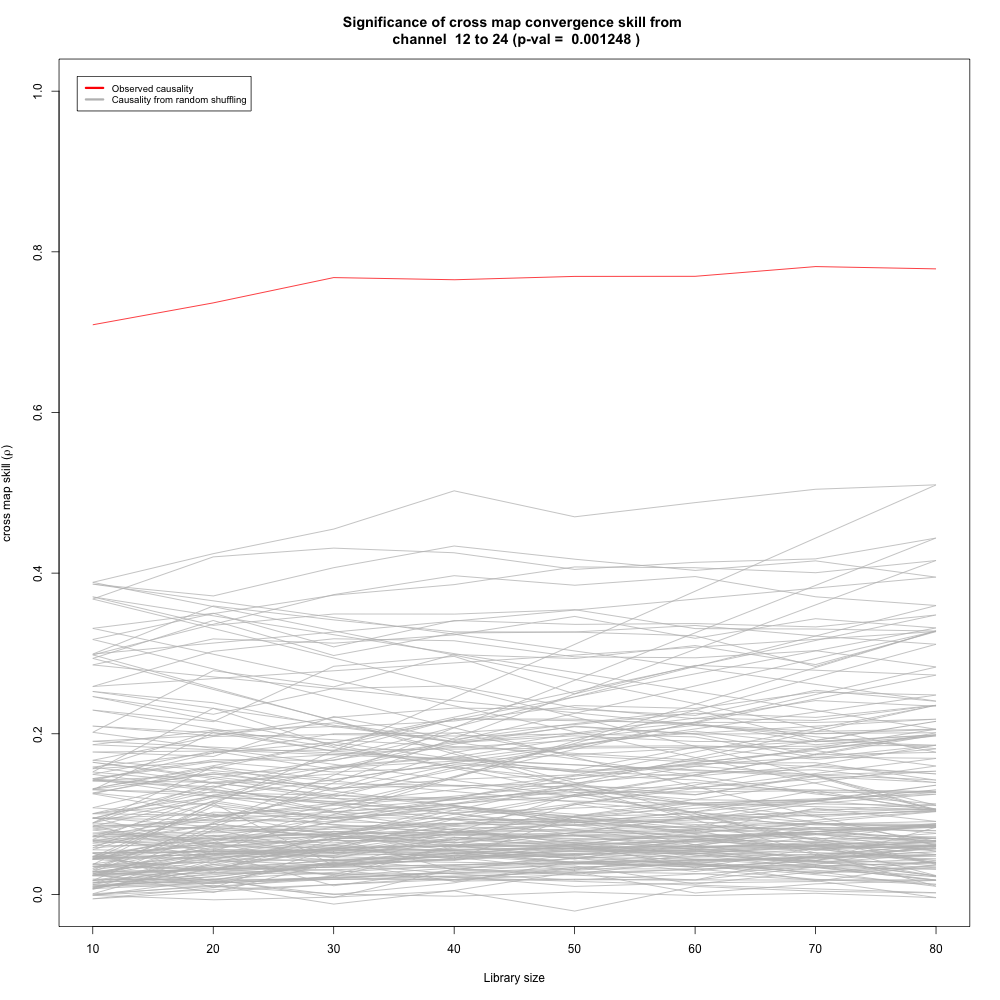 Significance of cross map convergence skill from
channel  12 to 24 (p-val =  0.001248 )
Observed causality
Causality from random shuffling
cross map skill (ρ)
1.0
0.8
0.6
0.4
0.2
0.0
10 20 30 40 50 60 70 80
Library size